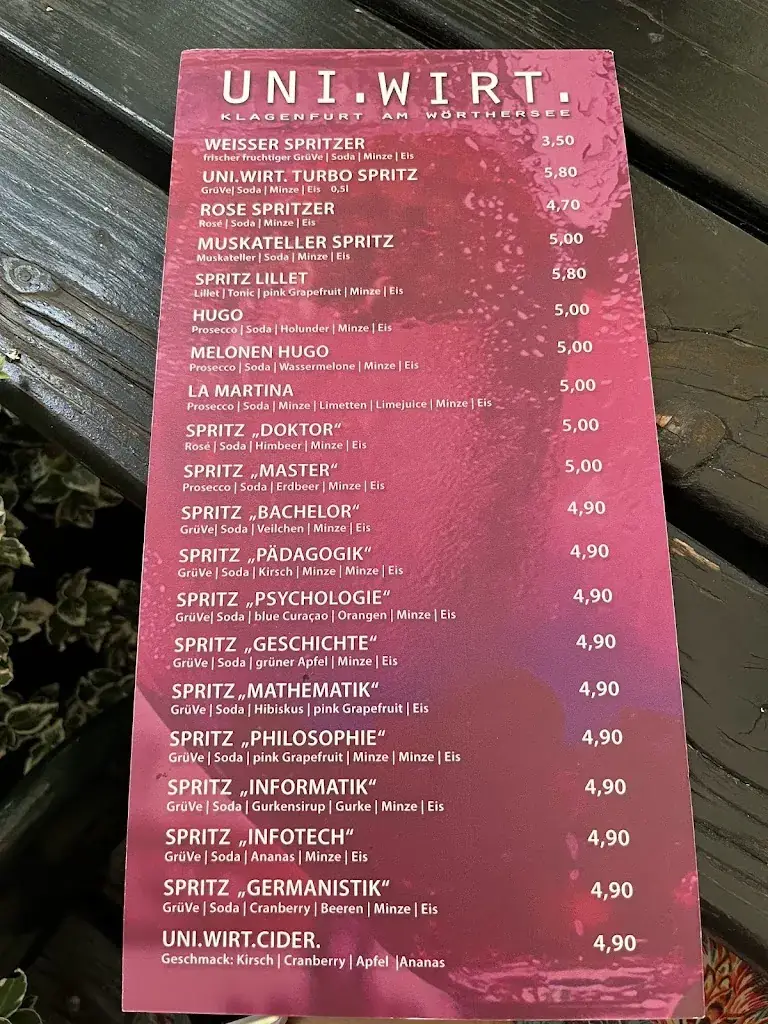 UNI.WIRT.
KLAGENFURT AM WÖRTHERSEE
WEISSER SPRITZER 3,50
frischer fruchtiger GrüVe | Soda | Minze | Eis
UNI.WIRT. TURBO SPRITZ 5,80
GrüVe| Soda | Minze | Eis 0,5l
ROSE SPRITZER 4,70
Rosé | Soda | Minze | Eis
MUSKATELLER SPRITZ 5,00
Muskateller | Soda | Minze | Eis
SPRITZ LILLET 5,80
Lillet | Tonic | pink Grapefruit | Minze | Eis
HUGO 5,00
Prosecco | Soda | Holunder | Minze | Eis
MELONEN HUGO 5,00
Prosecco | Soda | Wassermelone | Minze | Eis
LA MARTINA 5,00
Prosecco | Soda | Minze | Limetten | Limejuice | Minze | Eis
SPRITZ „DOKTOR“ 5,00
Rosé | Soda | Himbeer | Minze | Eis
SPRITZ „MASTER“ 5,00
Prosecco | Soda | Erdbeer | Minze | Eis
SPRITZ „BACHELOR“ 4,90
GrüVe| Soda | Veilchen | Minze | Eis
SPRITZ „PÄDAGOGIK“ 4,90
GrüVe | Soda | Kirsch | Minze | Minze | Eis
SPRITZ „PSYCHOLOGIE“ 4,90
GrüVe| Soda | blue Curaçao | Orangen | Minze | Eis
SPRITZ „GESCHICHTE“ 4,90
GrüVe | Soda | grüner Apfel | Minze | Eis
SPRITZ „MATHEMATIK“ 4,90
GrüVe | Soda | Hibiskus | pink Grapefruit | Eis
SPRITZ „PHILOSOPHIE“ 4,90
GrüVe | Soda | pink Grapefruit | Minze | Minze | Eis
SPRITZ „INFORMATIK“ 4,90
GrüVe | Soda | Gurkensirup | Gurke | Minze | Eis
SPRITZ „INFOTECH“ 4,90
GrüVe | Soda | Ananas | Minze | Eis
SPRITZ „GERMANISTIK“ 4,90
GrüVe | Soda | Cranberry | Beeren | Minze | Eis
UNI.WIRT.CIDER. 4,90
Geschmack: Kirsch | Cranberry | Apfel |Ananas